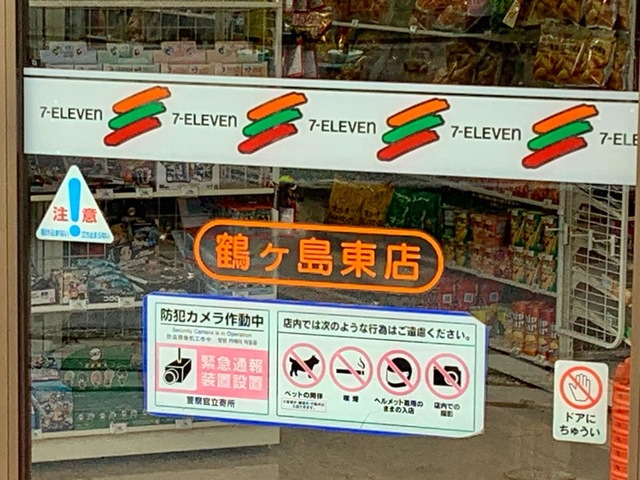 7-ELEVEN 7-ELEVEN 7-ELEVEN 7-ELEVEN 7-ELE
注!意
鶴ヶ島東店
防犯カメラ作動中
Security Camera is in Operation
緊急通報
装置設置
警察官立寄所
店内では次のような行為はご遠慮ください。
ペットの同伴
喫煙
ヘルメット着用の
ままの入店
店内での
撮影
ドアに
ちゅうい